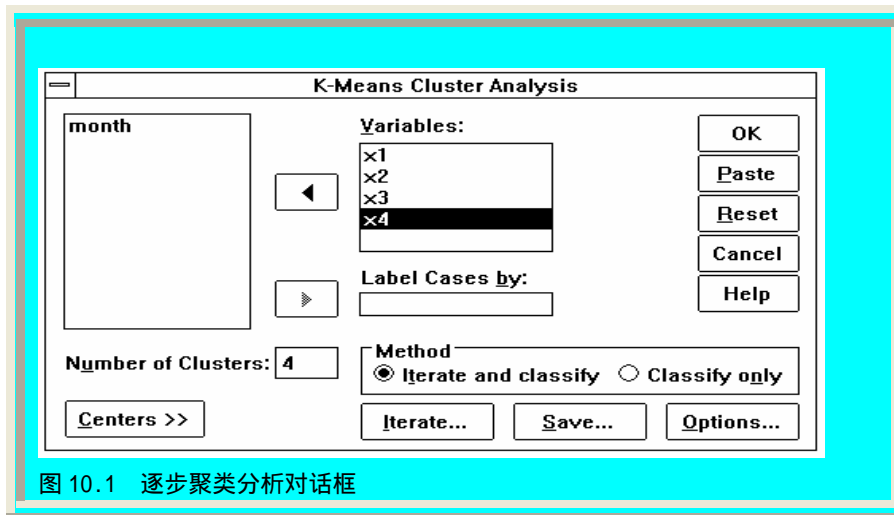 K-Means Cluster Analysis
month
Variables:
x1
x2
x3
x4
Label Cases by:
OK
Paste
Reset
Cancel
Help
Number of Clusters: 4
Method
Iterate and classify Classify only
Centers >>
Iterate... Save... Options...
图 10.1 逐步聚类分析对话框